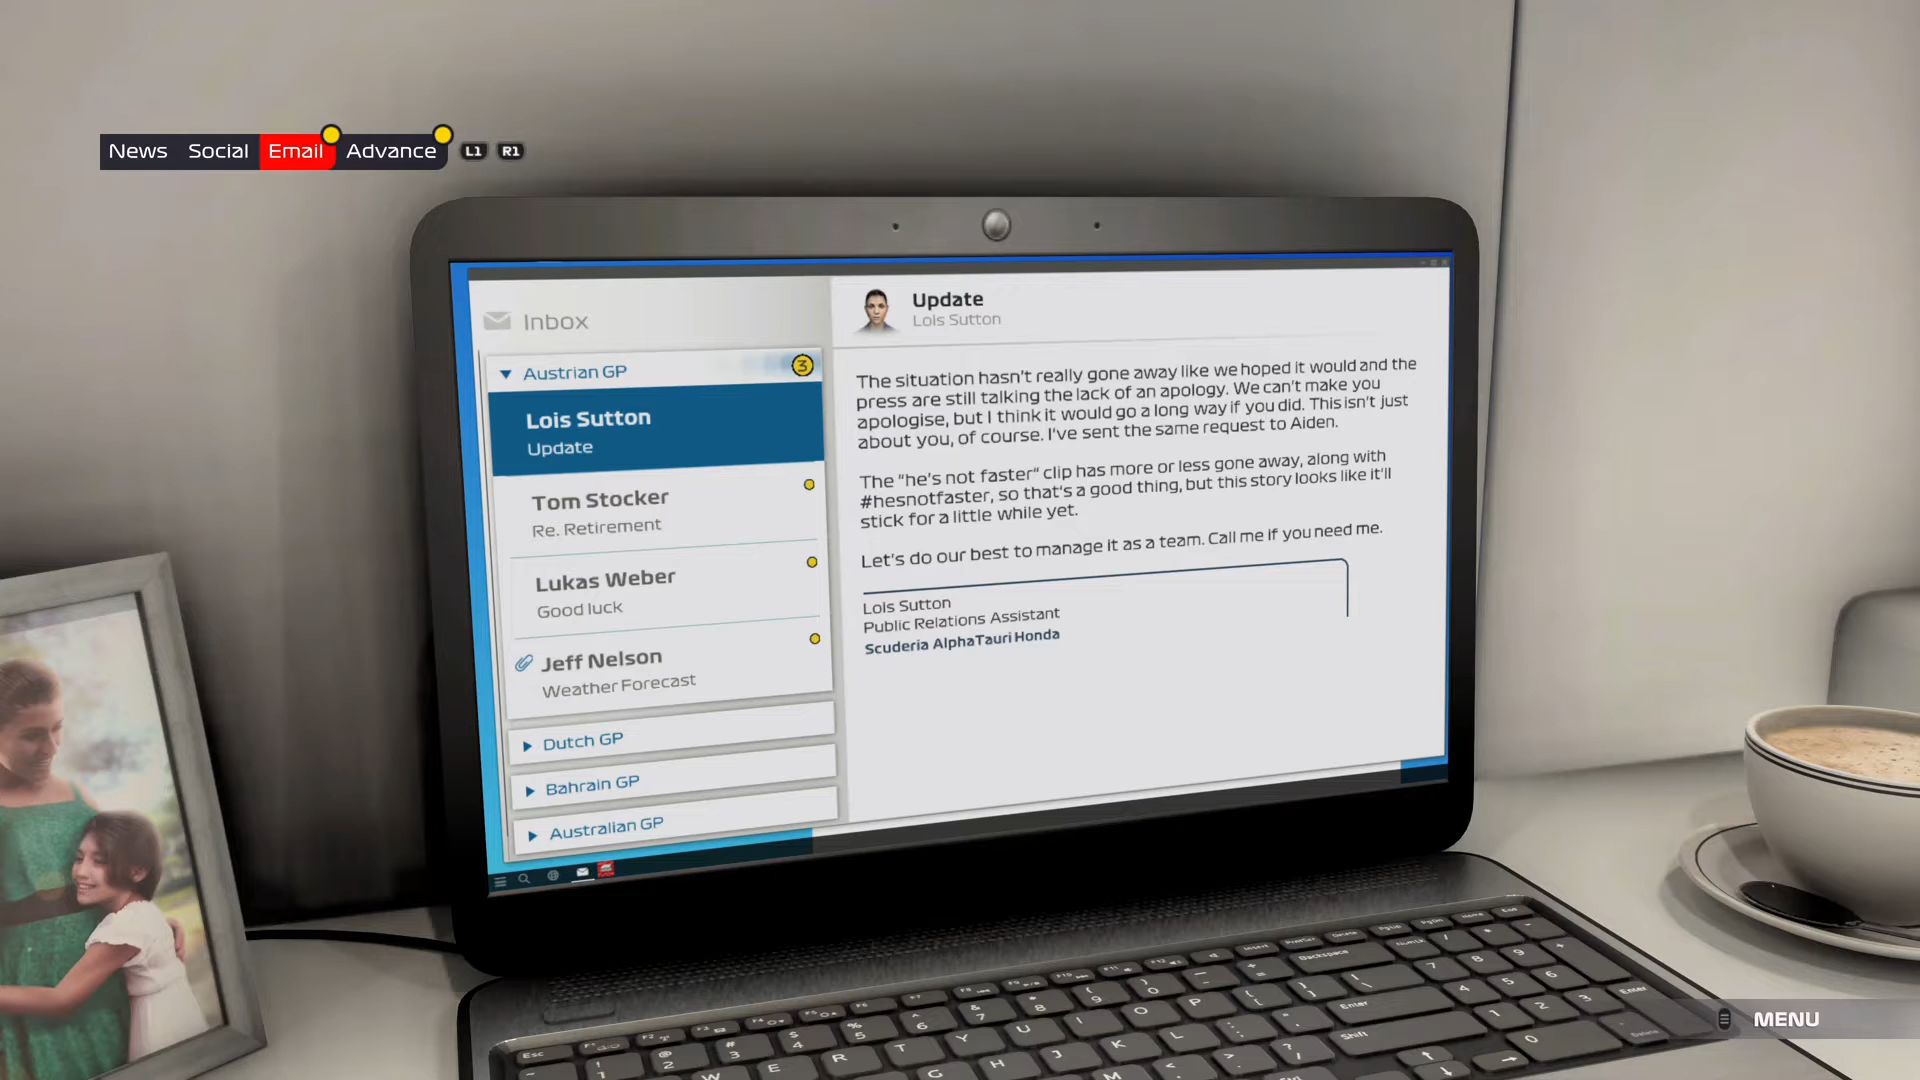 News Social Email Advance L1 R1
Inbox
Austrian GP 3
Lois Sutton
Update
Tom Stocker
Re. Retirement
Lukas Weber
Good luck
Jeff Nelson
Weather Forecast
Dutch GP
Bahrain GP
Australian GP
Update
Lois Sutton
The situation hasn't really gone away like we hoped it would and the
press are still talking the lack of an apology. We can't make you
apologise, but I think it would go a long way if you did. This isn't just
about you, of course. I've sent the same request to Aiden.
The "he's not faster" clip has more or less gone away, along with
#hesnotfaster, so that's a good thing, but this story looks like it'll
stick for a little while yet.
Let's do our best to manage it as a team. Call me if you need me.
Lois Sutton
Public Relations Assistant
Scuderia AlphaTauri Honda
MENU